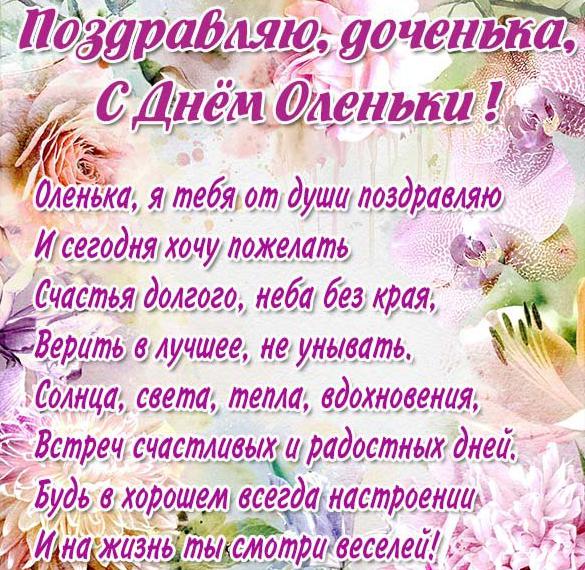 Поздравляю, доченька,
С Днём Оленьки !
Оленька, я тебя от души поздравляю
И сегодня хочу пожелать
Счастья долгого, неба без края,
Верить в лучшее, не унывать.
Солнца, света, тепла, вдохновения,
Встреч счастливых и радостных дней.
Будь в хорошем всегда настроении
И на жизнь ты смотри веселей!